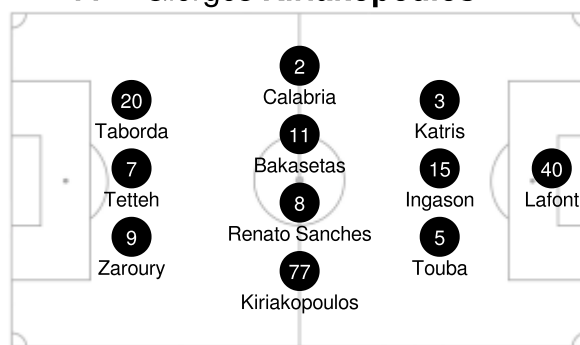 Kiriakopoulos
2
Calabria
20
Taborda
3
Katris
11
Bakasetas
7
Tetteh
15
Ingason
40
Lafont
8
Renato Sanches
9
Zaroury
5
Touba
77
Kiriakopoulos